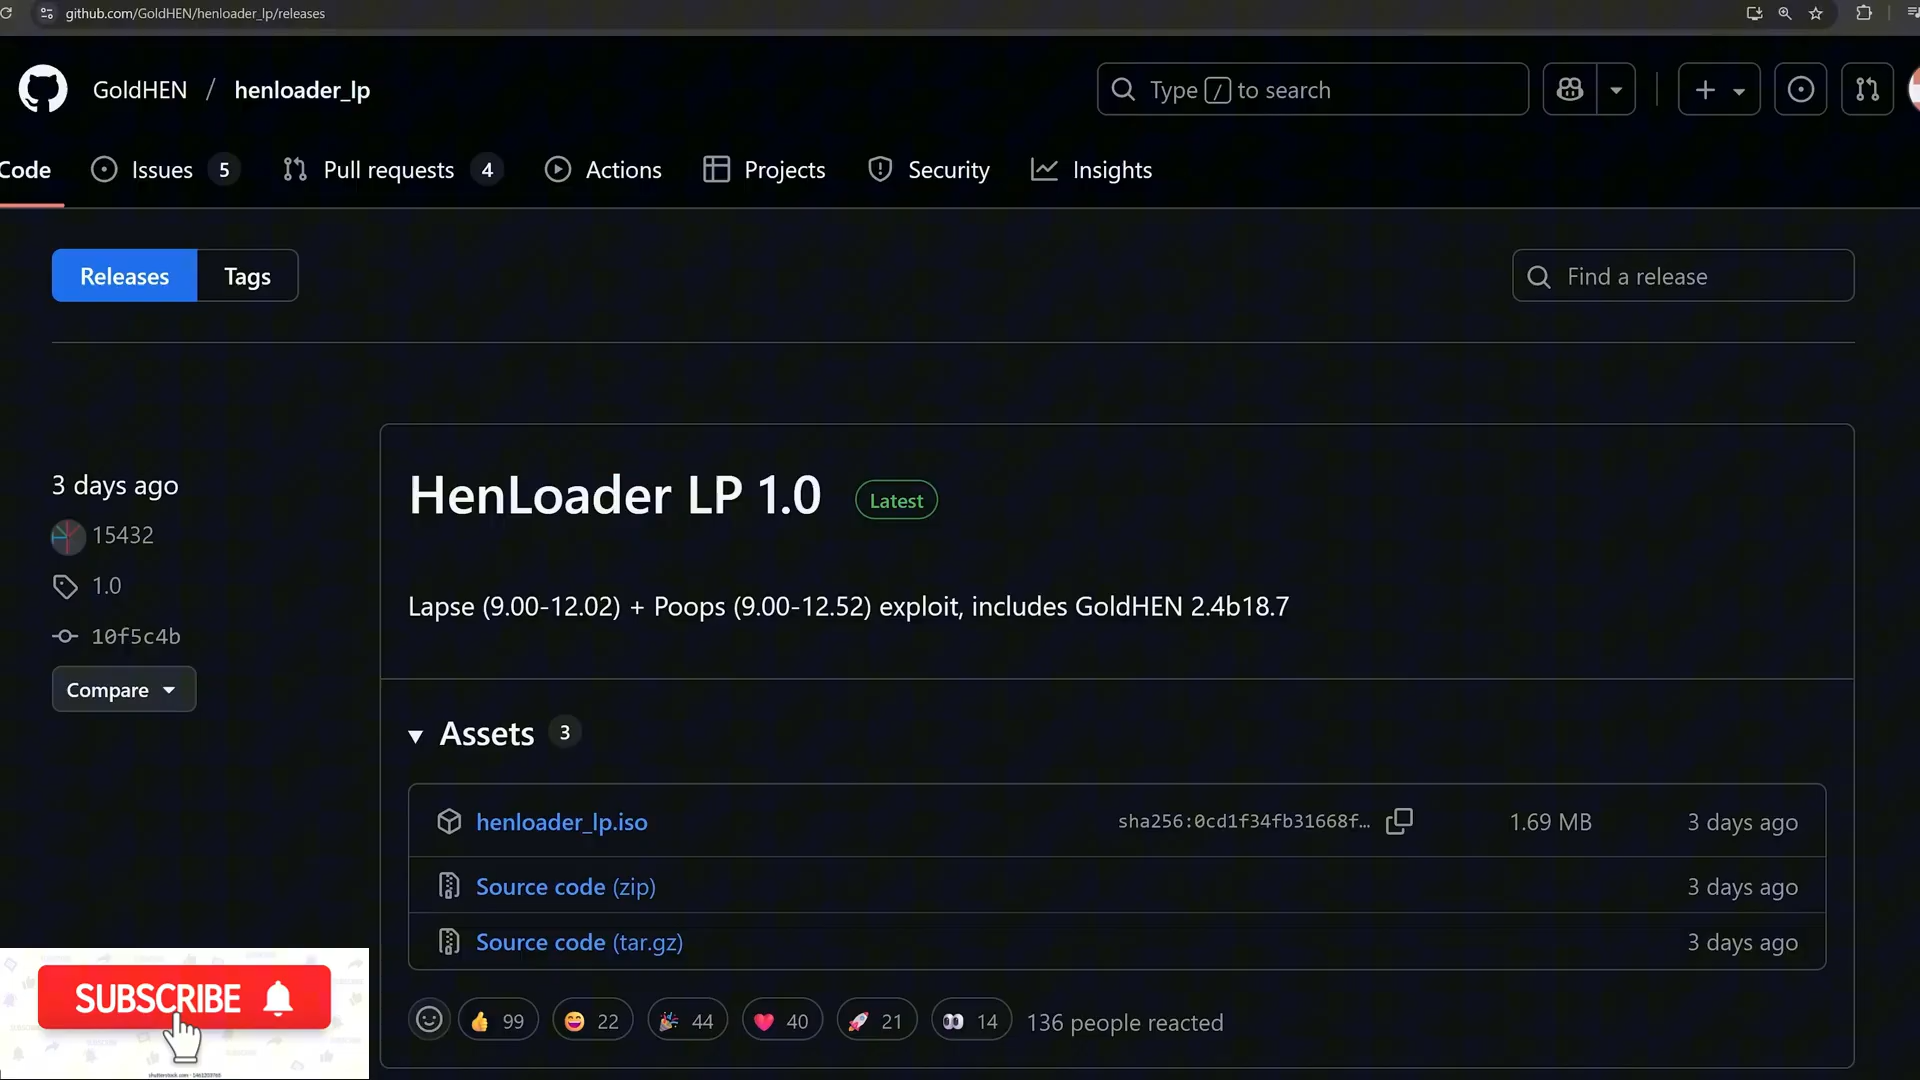 github.com/GoldHEN/henloader_lp/releases
GoldHEN / henloader_lp
Type / to search
Code Issues 5 Pull requests 4 Actions Projects Security Insights
Releases Tags
Find a release
3 days ago
15432
1.0
10f5c4b
Compare
HenLoader LP 1.0 Latest
Lapse (9.00-12.02) + Poops (9.00-12.52) exploit, includes GoldHEN 2.4b18.7
Assets 3
henloader_lp.iso sha256:0cd1f34fb31668f… 1.69 MB 3 days ago
Source code (zip) 3 days ago
Source code (tar.gz) 3 days ago
99 22 44 40 21 14 136 people reacted
SUBSCRIBE